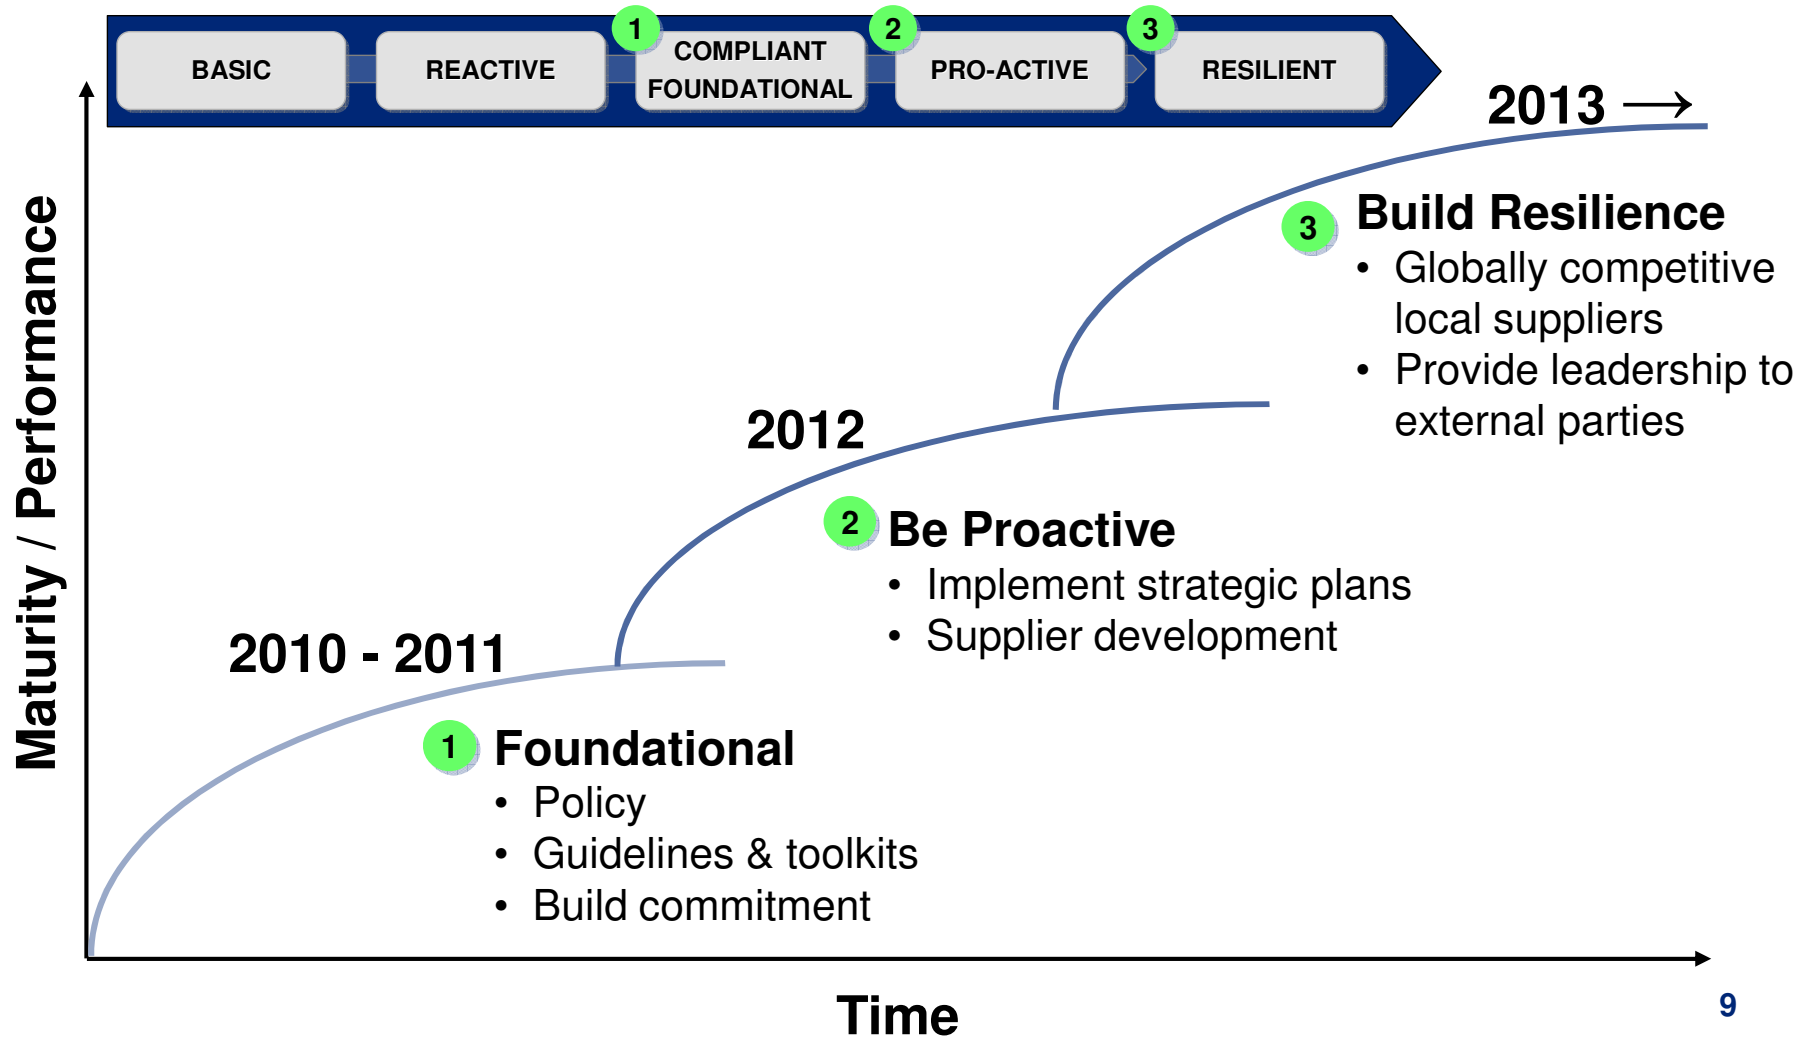 1
2
3
BASIC
REACTIVE
COMPLIANT
FOUNDATIONAL
PRO-ACTIVE
RESILIENT
2013 →
3 Build Resilience
• Globally competitive
local suppliers
• Provide leadership to
external parties
2012
2 Be Proactive
• Implement strategic plans
• Supplier development
2010 - 2011
1 Foundational
• Policy
• Guidelines & toolkits
• Build commitment
Maturity / Performance
Time
9